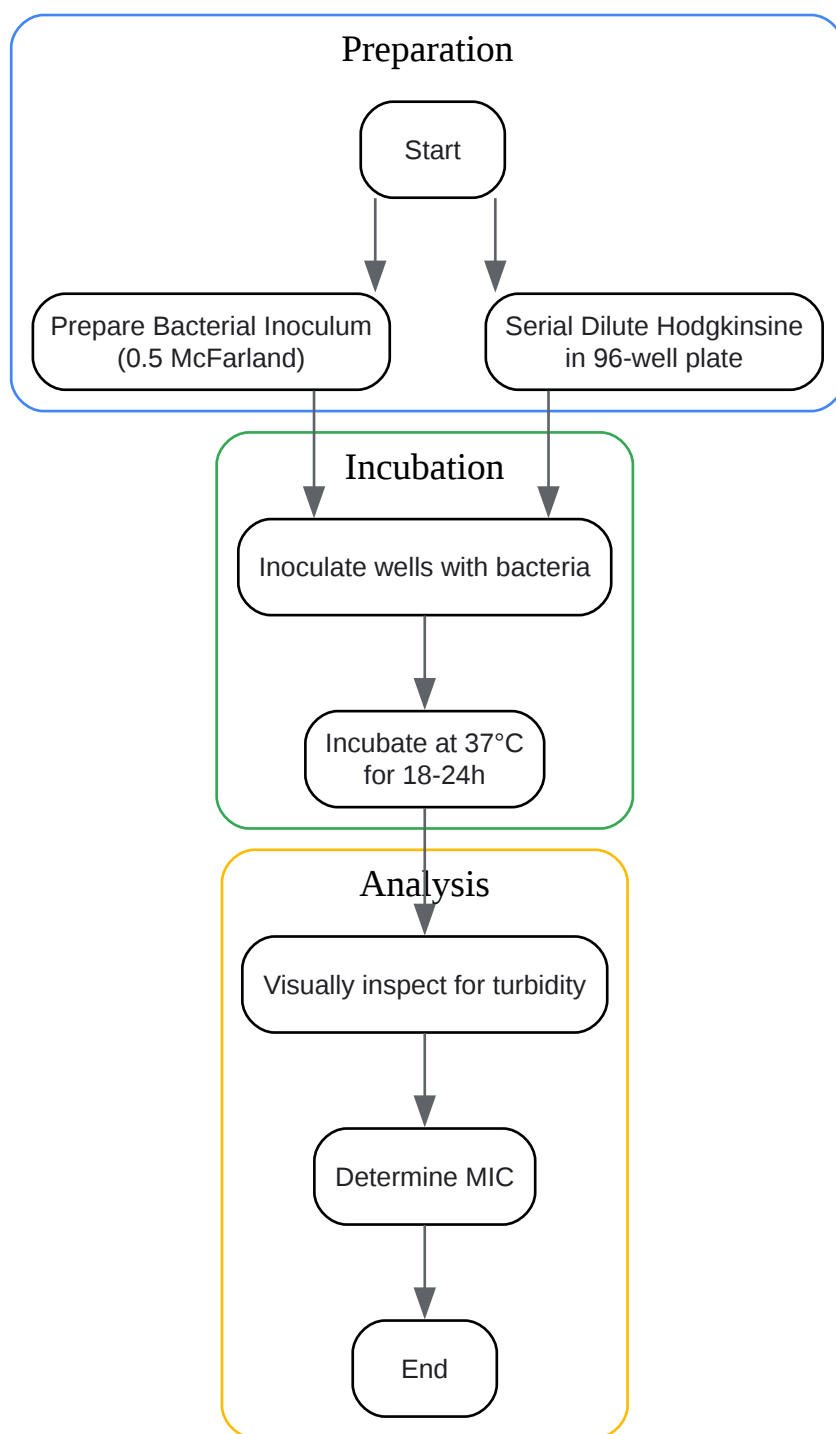 Preparation
Start
Prepare Bacterial Inoculum
(0.5 McFarland)
Serial Dilute Hodgkinsine
in 96-well plate
Incubation
Inoculate wells with bacteria
Incubate at 37°C
for 18-24h
Analysis
Visually inspect for turbidity
Determine MIC
End